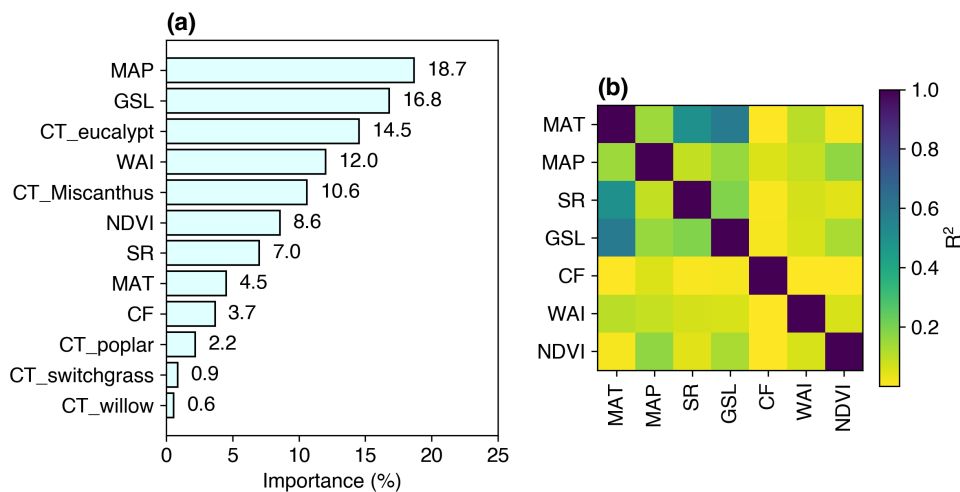 (a)
MAP 18.7
GSL 16.8
CT_eucalypt 14.5
WAI 12.0
CT_Miscanthus 10.6
NDVI 8.6
SR 7.0
MAT 4.5
CF 3.7
CT_poplar 2.2
CT_switchgrass 0.9
CT_willow 0.6
0 5 10 15 20 25
Importance (%)
(b)
MAT
MAP
SR
GSL
CF
WAI
NDVI
MAT MAP SR GSL CF WAI NDVI
1.0
0.8
0.6
0.4
0.2
R²